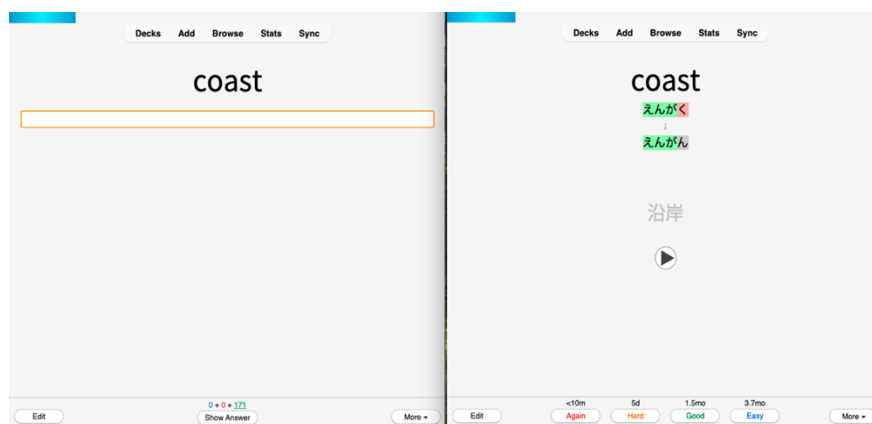 Decks Add Browse Stats Sync
coast
0 + 0 + 171
Edit Show Answer More
Decks Add Browse Stats Sync
coast
えんがく
↓
えんがん
沿岸
<10m 5d 1.5mo 3.7mo
Edit Again Hard Good Easy More